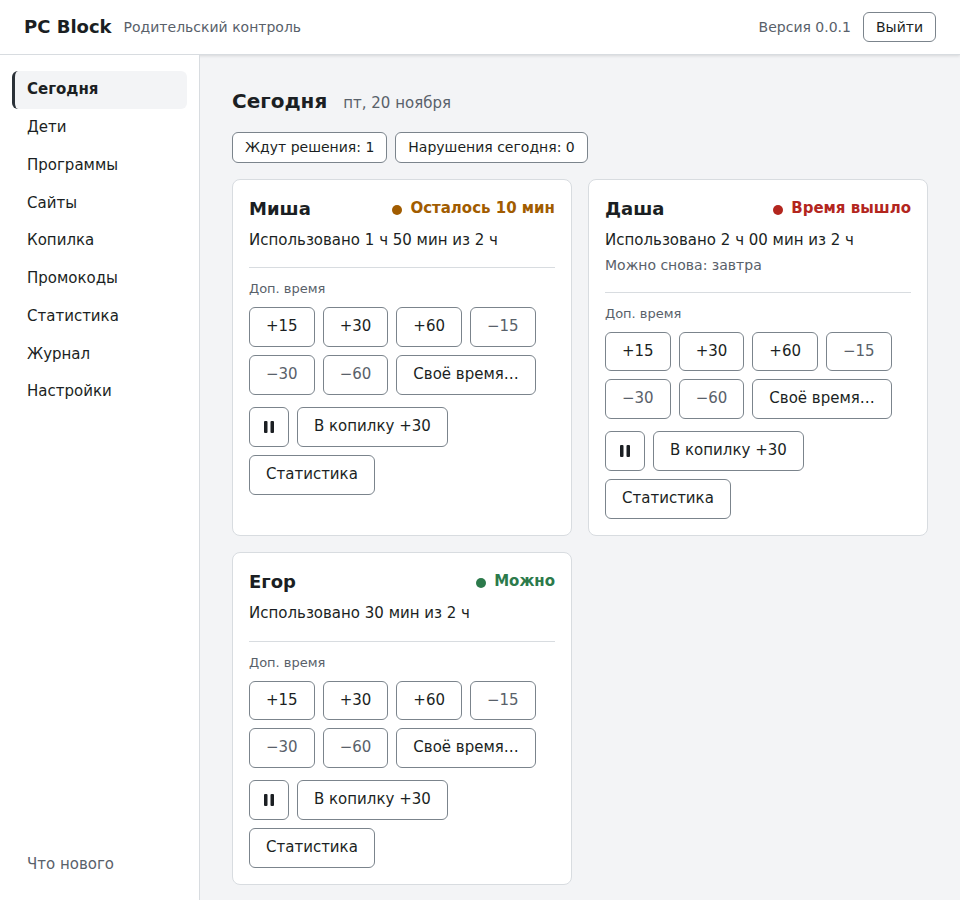 PC Block Родительский контроль
Версия 0.0.1 Выйти
Сегодня
Дети
Программы
Сайты
Копилка
Промокоды
Статистика
Журнал
Настройки
Что нового
Сегодня пт, 20 ноября
Ждут решения: 1 Нарушения сегодня: 0
Миша Осталось 10 мин
Использовано 1 ч 50 мин из 2 ч
Доп. время
+15 +30 +60 −15
−30 −60 Своё время...
В копилку +30
Статистика
Даша Время вышло
Использовано 2 ч 00 мин из 2 ч
Можно снова: завтра
Доп. время
+15 +30 +60 −15
−30 −60 Своё время...
В копилку +30
Статистика
Егор Можно
Использовано 30 мин из 2 ч
Доп. время
+15 +30 +60 −15
−30 −60 Своё время...
В копилку +30
Статистика